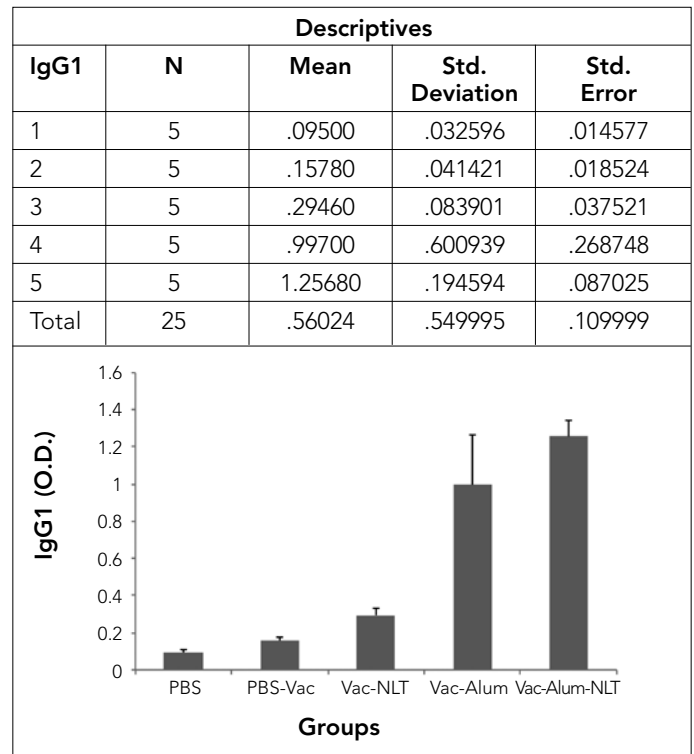 Descriptives
IgG1 N Mean Std. Deviation Std. Error
1 5 .09500 .032596 .014577
2 5 .15780 .041421 .018524
3 5 .29460 .083901 .037521
4 5 .99700 .600939 .268748
5 5 1.25680 .194594 .087025
Total 25 .56024 .549995 .109999
IgG1 (O.D.)
1.6
1.4
1.2
1
0.8
0.6
0.4
0.2
0
PBS PBS-Vac Vac-NLT Vac-Alum Vac-Alum-NLT
Groups